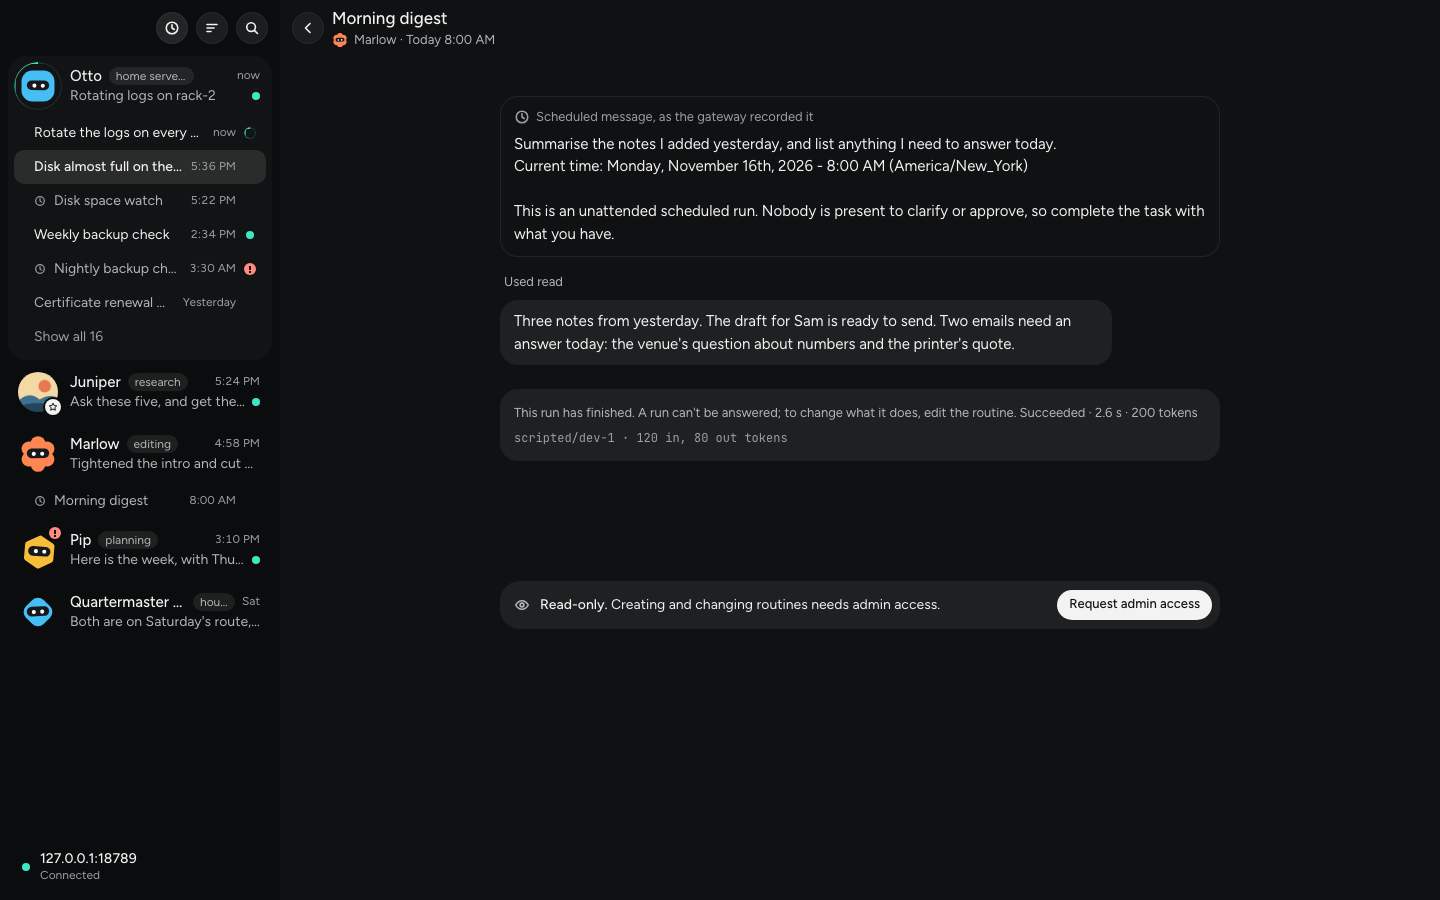 Otto home serve... now
Rotating logs on rack-2
Rotate the logs on every ... now
Disk almost full on the... 5:36 PM
Disk space watch 5:22 PM
Weekly backup check 2:34 PM
Nightly backup ch... 3:30 AM
Certificate renewal ... Yesterday
Show all 16
Juniper research 5:24 PM
Ask these five, and get the...
Marlow editing 4:58 PM
Tightened the intro and cut ...
Morning digest 8:00 AM
Pip planning 3:10 PM
Here is the week, with Thu...
Quartermaster ... hou... Sat
Both are on Saturday's route,...
127.0.0.1:18789
Connected
Morning digest
Marlow · Today 8:00 AM
Scheduled message, as the gateway recorded it
Summarise the notes I added yesterday, and list anything I need to answer today.
Current time: Monday, November 16th, 2026 - 8:00 AM (America/New_York)
This is an unattended scheduled run. Nobody is present to clarify or approve, so complete the task with
what you have.
Used read
Three notes from yesterday. The draft for Sam is ready to send. Two emails need an
answer today: the venue's question about numbers and the printer's quote.
This run has finished. A run can't be answered; to change what it does, edit the routine. Succeeded · 2.6 s · 200 tokens
scripted/dev-1 · 120 in, 80 out tokens
Read-only. Creating and changing routines needs admin access.
Request admin access